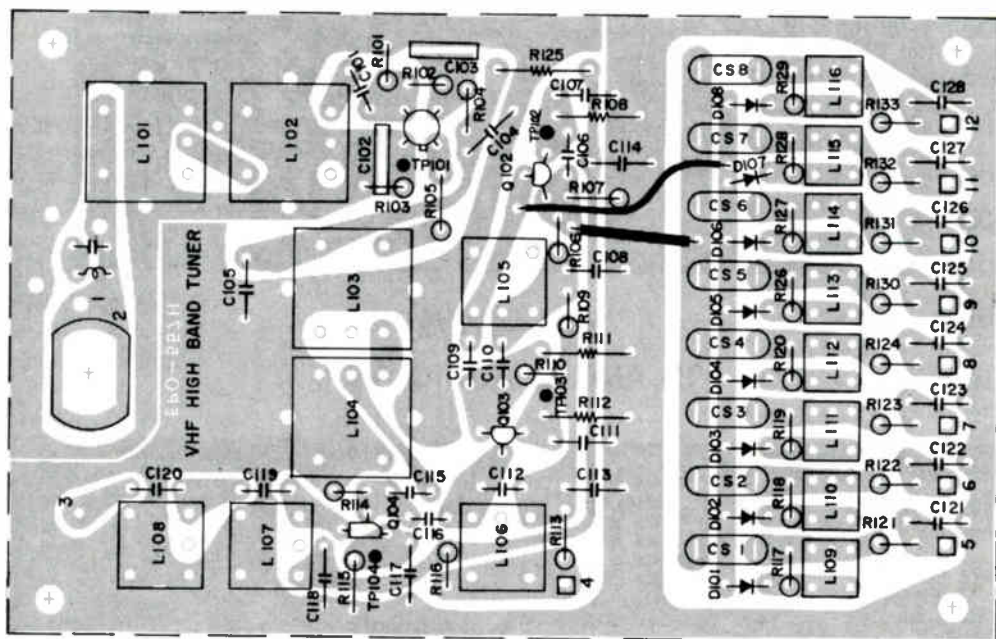 R101
C101
R102
C103
R104
L101
L102
C102
TP101
R103
R105
C104
R125
C107
R108
TP102
C106
Q102
C114
R107
R106
C108
C105
L103
L105
R109
R111
C109
C110
R110
TP103
R112
Q103
C111
L104
1
2
VHF HIGH BAND TUNER
3
C120
C119
R114
Q104
C115
C112
C113
C116
L108
L107
L106
R113
C118
R115
TP104
C117
R116
4
CS8
D108
R129
L116
R133
C128
12
CS7
D107
R128
L115
R132
C127
11
CS6
D106
R127
L114
R131
C126
10
CS5
D105
R126
L113
R130
C125
9
CS4
D104
R120
L112
R124
C124
8
CS3
D103
R119
L111
R123
C123
7
CS2
D102
R118
L110
R122
C122
6
CS1
D101
R117
L109
R121
C121
5